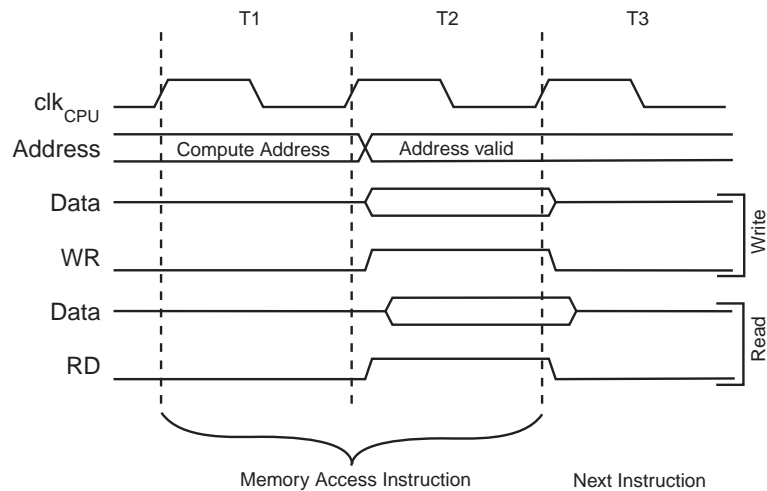 T1 T2 T3
clkCPU
Address Compute Address Address valid
Data
WR
Write
Data
RD
Read
Memory Access Instruction Next Instruction